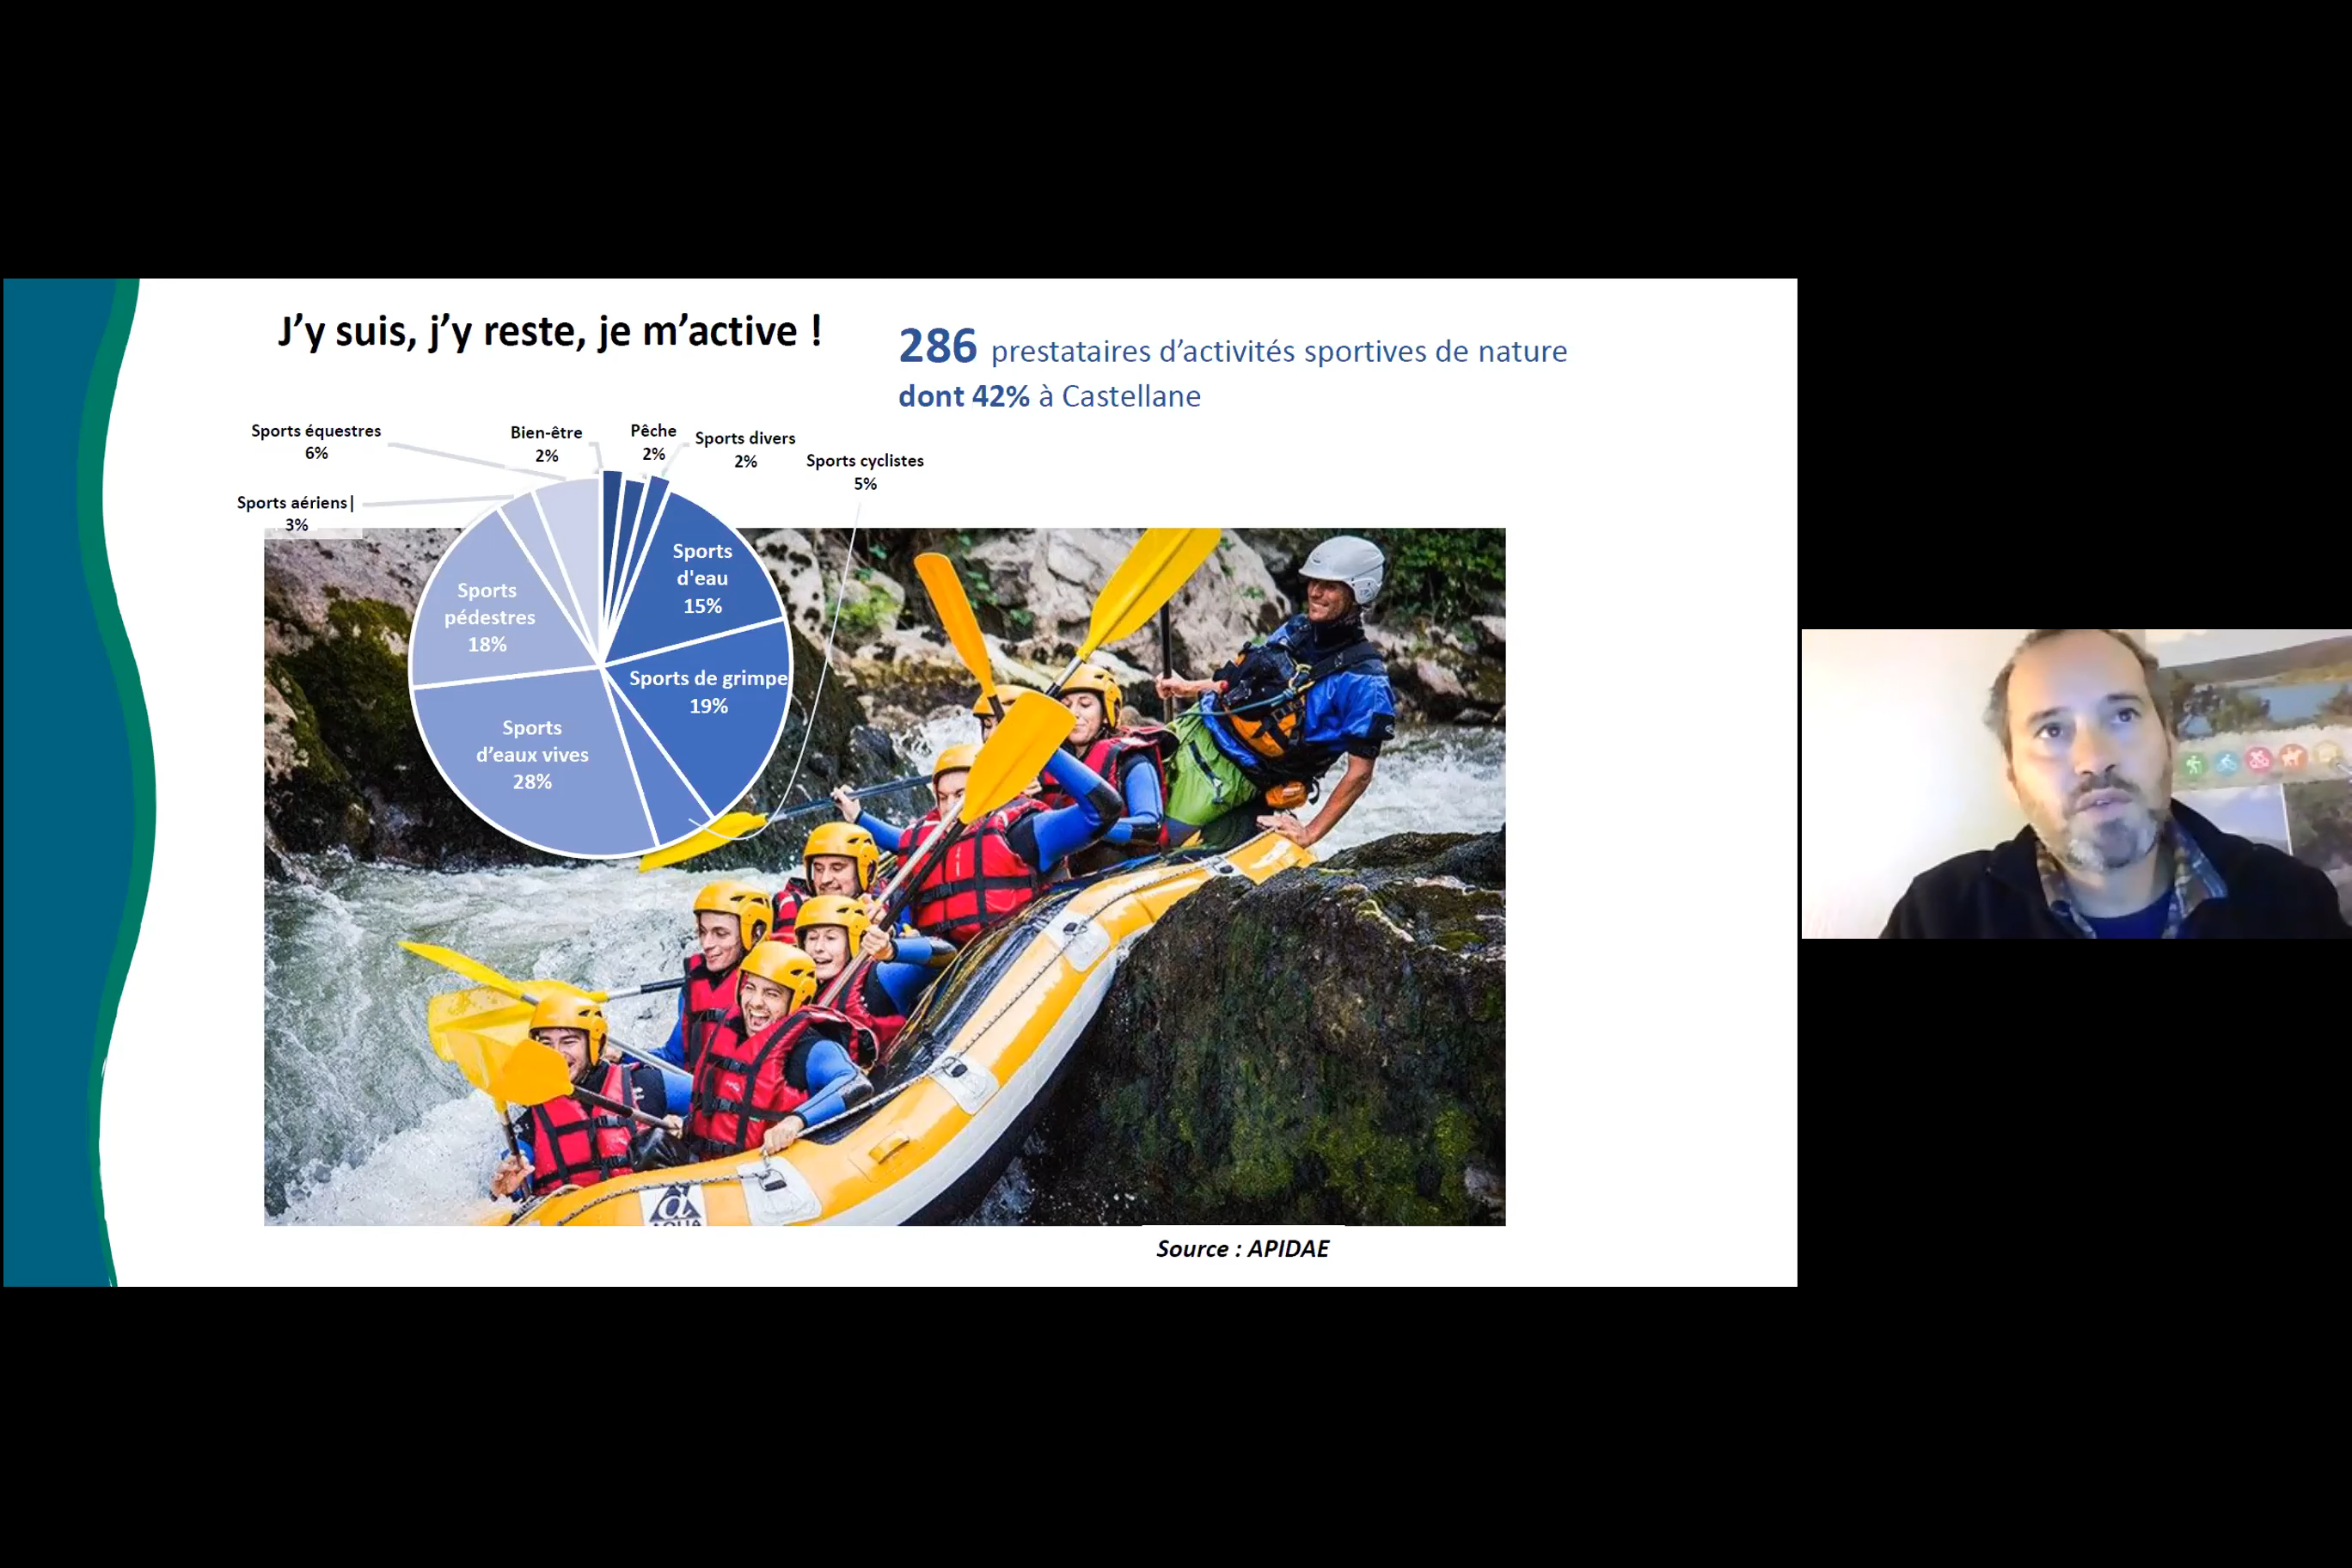 J’y suis, j’y reste, je m’active !
286 prestataires d’activités sportives de nature
dont 42% à Castellane
Sports équestres
6%
Bien-être
2%
Pêche
2%
Sports divers
2%
Sports cyclistes
5%
Sports aériens|
3%
Sports
d'eau
15%
Sports
pédestres
18%
Sports de grimpe
19%
Sports
d’eaux vives
28%
AQUA
Source : APIDAE